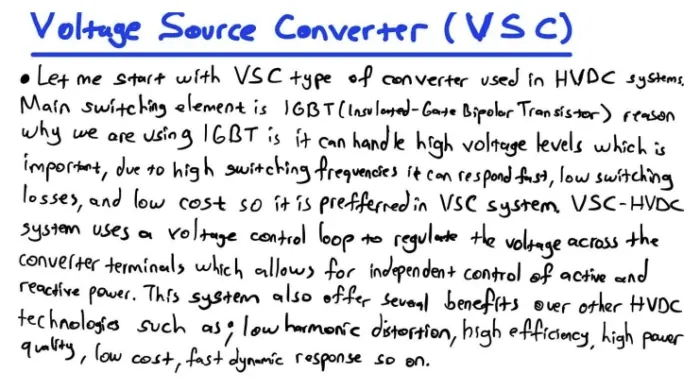 Voltage Source Converter (VSC)
• Let me start with VSC type of converter used in HVDC systems.
Main switching element is IGBT (Insulated-Gate Bipolar Transistor) reason
why we are using IGBT is it can handle high voltage levels which is
important, due to high switching frequencies it can respond fast, low switching
losses, and low cost so it is prefferred in VSC system. VSC-HVDC
system uses a voltage control loop to regulate the voltage across the
converter terminals which allows for independent control of active and
reactive power. This system also offer several benefits over other HVDC
technologies such as; low harmonic distortion, high efficiency, high power
quality, low cost, fast dynamic response so on.